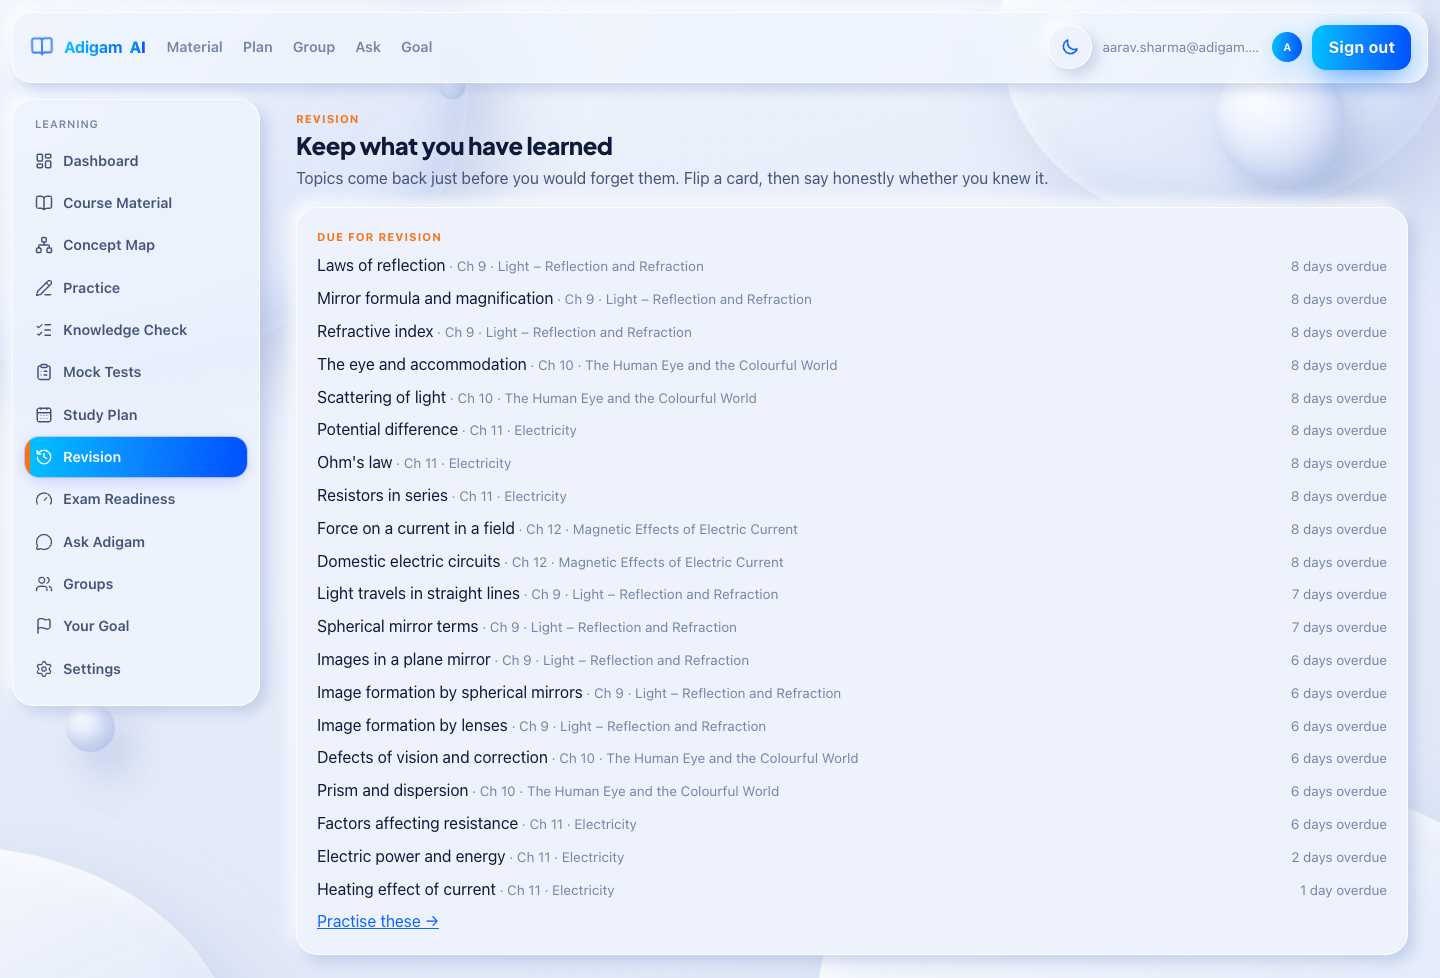 Adigam AI Material Plan Group Ask Goal aarav.sharma@adigam.... A Sign out
LEARNING
Dashboard
Course Material
Concept Map
Practice
Knowledge Check
Mock Tests
Study Plan
Revision
Exam Readiness
Ask Adigam
Groups
Your Goal
Settings
REVISION
Keep what you have learned
Topics come back just before you would forget them. Flip a card, then say honestly whether you knew it.
DUE FOR REVISION
Laws of reflection · Ch 9 · Light – Reflection and Refraction 8 days overdue
Mirror formula and magnification · Ch 9 · Light – Reflection and Refraction 8 days overdue
Refractive index · Ch 9 · Light – Reflection and Refraction 8 days overdue
The eye and accommodation · Ch 10 · The Human Eye and the Colourful World 8 days overdue
Scattering of light · Ch 10 · The Human Eye and the Colourful World 8 days overdue
Potential difference · Ch 11 · Electricity 8 days overdue
Ohm's law · Ch 11 · Electricity 8 days overdue
Resistors in series · Ch 11 · Electricity 8 days overdue
Force on a current in a field · Ch 12 · Magnetic Effects of Electric Current 8 days overdue
Domestic electric circuits · Ch 12 · Magnetic Effects of Electric Current 8 days overdue
Light travels in straight lines · Ch 9 · Light – Reflection and Refraction 7 days overdue
Spherical mirror terms · Ch 9 · Light – Reflection and Refraction 7 days overdue
Images in a plane mirror · Ch 9 · Light – Reflection and Refraction 6 days overdue
Image formation by spherical mirrors · Ch 9 · Light – Reflection and Refraction 6 days overdue
Image formation by lenses · Ch 9 · Light – Reflection and Refraction 6 days overdue
Defects of vision and correction · Ch 10 · The Human Eye and the Colourful World 6 days overdue
Prism and dispersion · Ch 10 · The Human Eye and the Colourful World 6 days overdue
Factors affecting resistance · Ch 11 · Electricity 6 days overdue
Electric power and energy · Ch 11 · Electricity 2 days overdue
Heating effect of current · Ch 11 · Electricity 1 day overdue
Practise these →